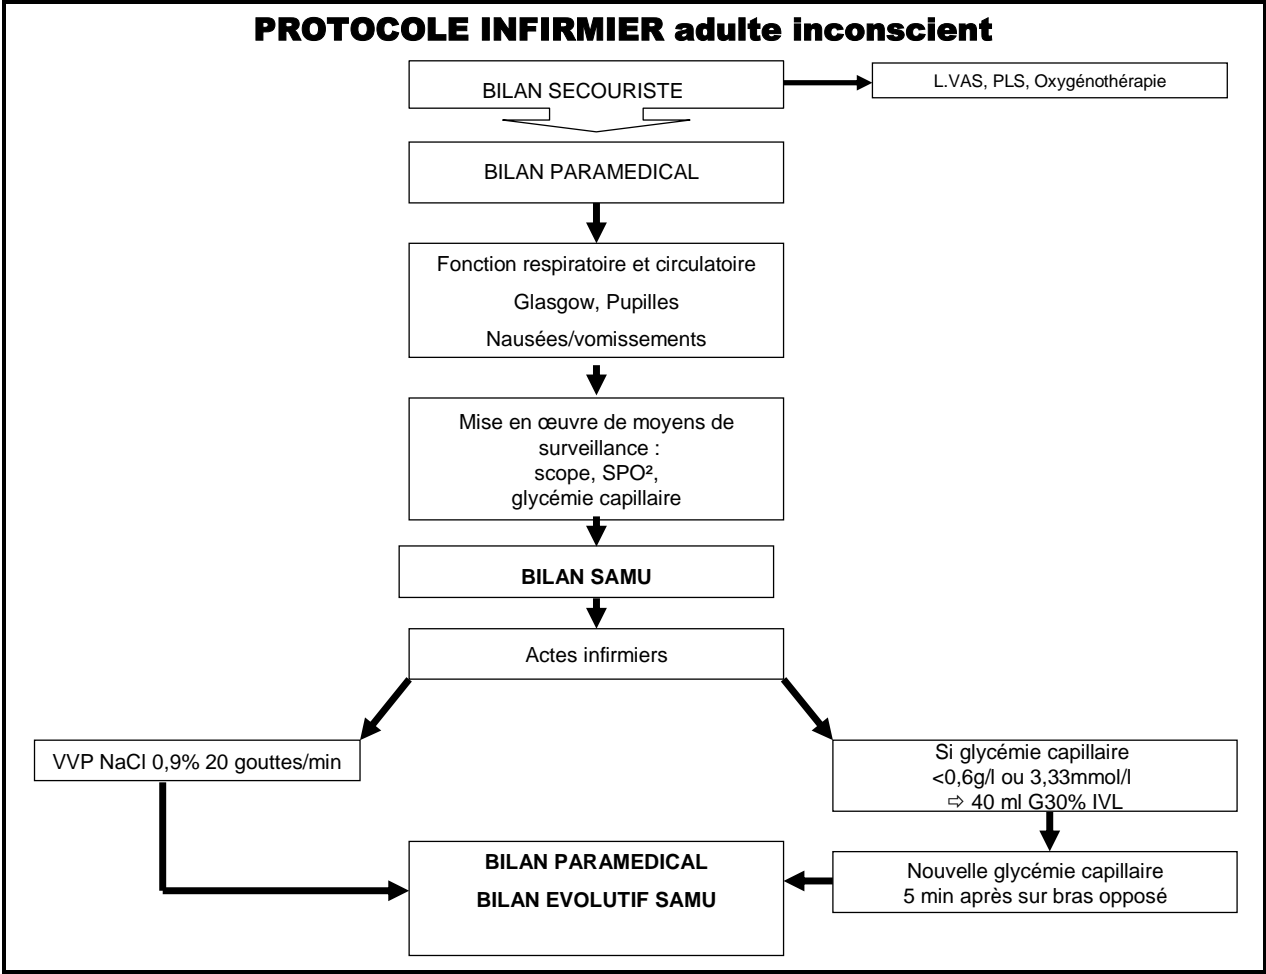 PROTOCOLE INFIRMIER adulte inconscient
BILAN SECOURISTE
L.VAS, PLS, Oxygénothérapie
BILAN PARAMEDICAL
Fonction respiratoire et circulatoire
Glasgow, Pupilles
Nausées/vomissements
Mise en œuvre de moyens de
surveillance :
scope, SPO²,
glycémie capillaire
BILAN SAMU
Actes infirmiers
VVP NaCl 0,9% 20 gouttes/min
Si glycémie capillaire
<0,6g/l ou 3,33mmol/l
⇨ 40 ml G30% IVL
Nouvelle glycémie capillaire
5 min après sur bras opposé
BILAN PARAMEDICAL
BILAN EVOLUTIF SAMU